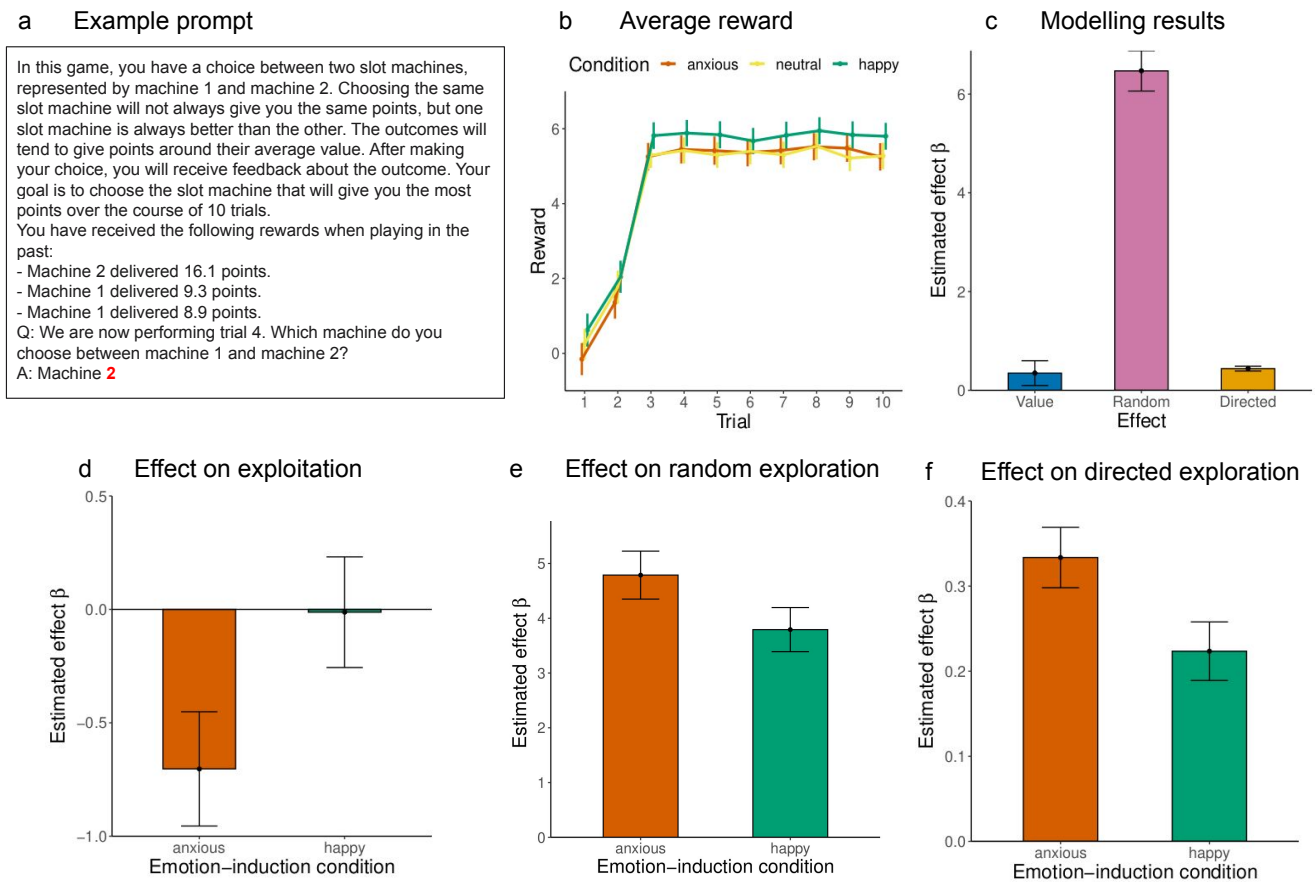 a Example prompt
In this game, you have a choice between two slot machines,
represented by machine 1 and machine 2. Choosing the same
slot machine will not always give you the same points, but one
slot machine is always better than the other. The outcomes will
tend to give points around their average value. After making
your choice, you will receive feedback about the outcome. Your
goal is to choose the slot machine that will give you the most
points over the course of 10 trials.
You have received the following rewards when playing in the
past:
- Machine 2 delivered 16.1 points.
- Machine 1 delivered 9.3 points.
- Machine 1 delivered 8.9 points.
Q: We are now performing trial 4. Which machine do you
choose between machine 1 and machine 2?
A: Machine 2
b Average reward
Condition anxious neutral happy
Reward
6
4
2
0
1 2 3 4 5 6 7 8 9 10
Trial
c Modelling results
Estimated effect β
6
4
2
0
Value Random Directed
Effect
d Effect on exploitation
Estimated effect β
0.5
0.0
−0.5
−1.0
anxious happy
Emotion−induction condition
e Effect on random exploration
Estimated effect β
5
4
3
2
1
0
anxious happy
Emotion−induction condition
f Effect on directed exploration
Estimated effect β
0.4
0.3
0.2
0.1
0.0
anxious happy
Emotion−induction condition